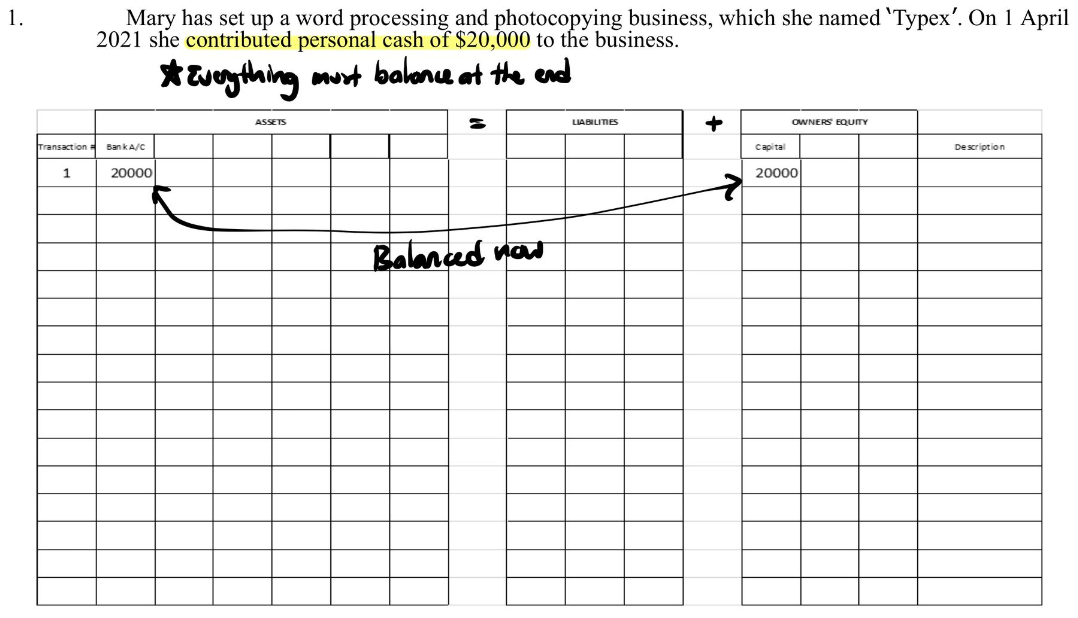 1. Mary has set up a word processing and photocopying business, which she named ‵Typex′. On 1 April
2021 she contributed personal cash of $20,000 to the business.
★ Everything must balance at the end
ASSETS = LIABILITIES + OWNERS' EQUITY
Transaction # Bank A/C Capital Description
1 20000 20000
Balanced now